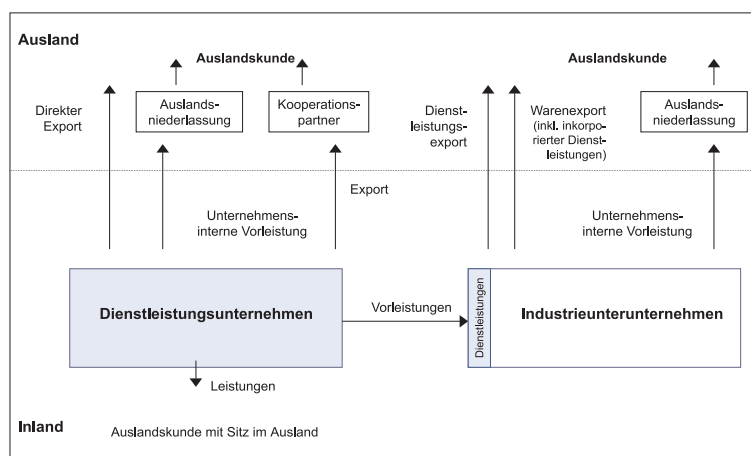 Ausland
Auslandskunde
Auslandskunde
Direkter
Export
Auslands-
niederlassung
Kooperations-
partner
Dienst-
leistungs-
export
Warenexport
(inkl. inkorpo-
rierter Dienst-
leistungen)
Auslands-
niederlassung
Export
Unternehmens-
interne Vorleistung
Unternehmens-
interne Vorleistung
Dienstleistungsunternehmen
Vorleistungen
Dienstleistungen
Industrieunterunternehmen
Leistungen
Inland
Auslandskunde mit Sitz im Ausland